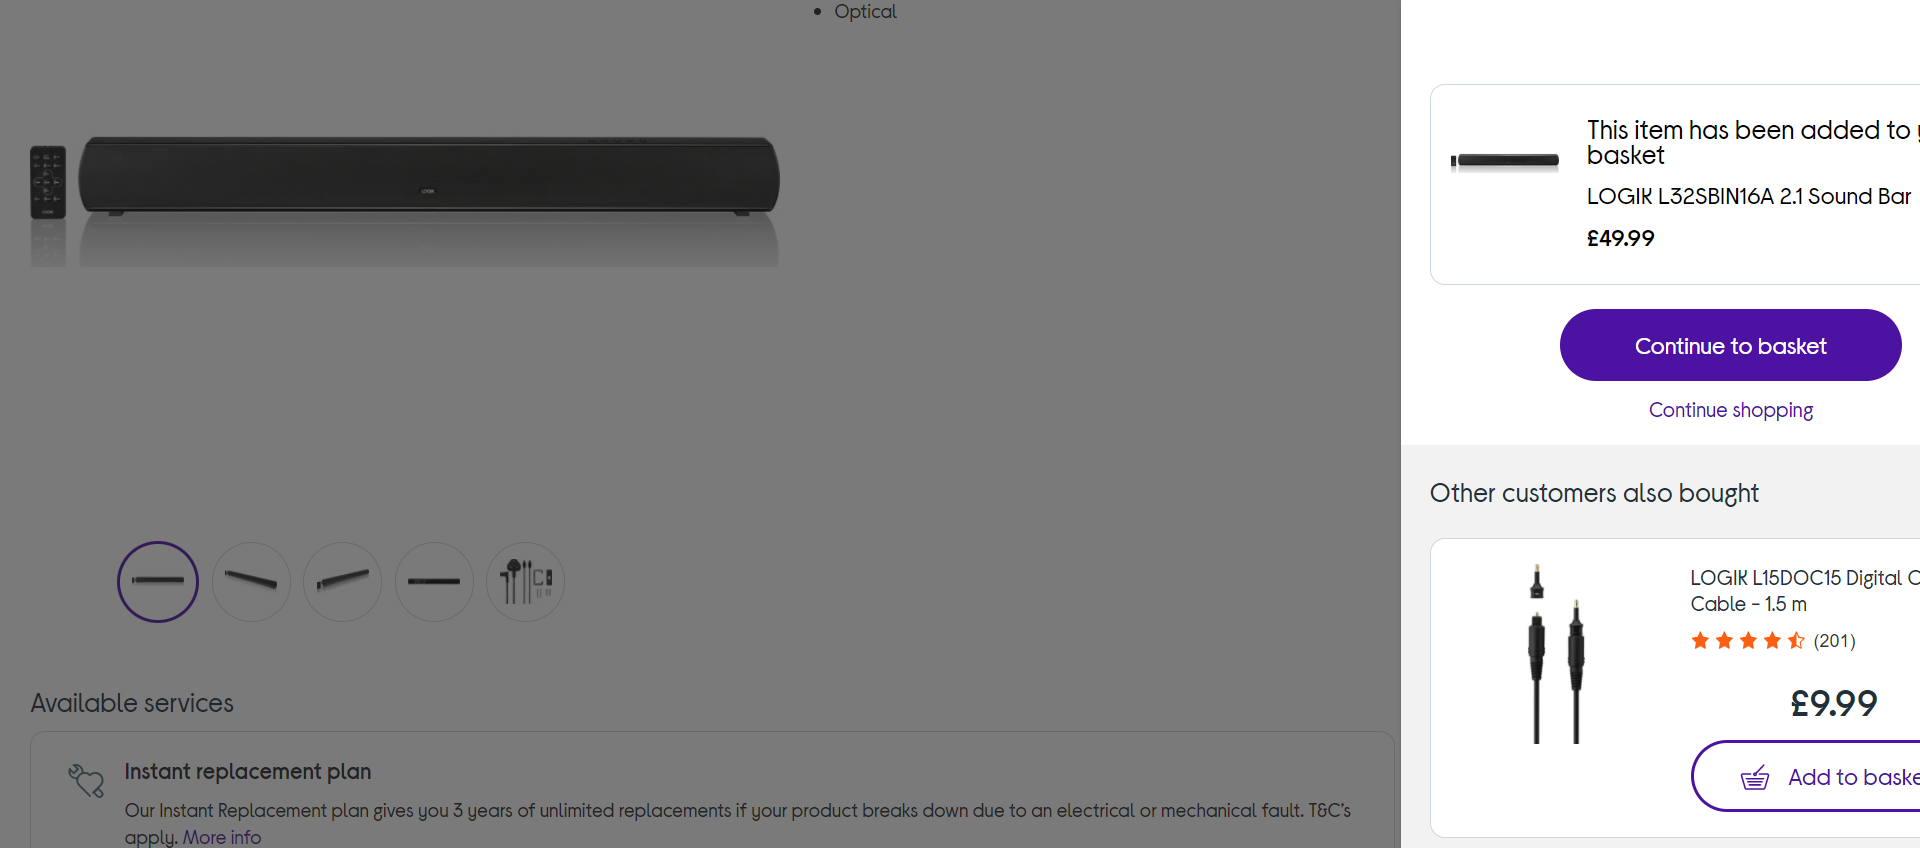 Optical
LOGIK
This item has been added to
basket
LOGIK L32SBIN16A 2.1 Sound Bar
£49.99
Continue to basket
Continue shopping
Other customers also bought
LOGIK L15DOC15 Digital
Cable - 1.5 m
(201)
£9.99
Add to
Available services
Instant replacement plan
Our Instant Replacement plan gives you 3 years of unlimited replacements if your product breaks down due to an electrical or mechanical fault. T&C's
apply. More info